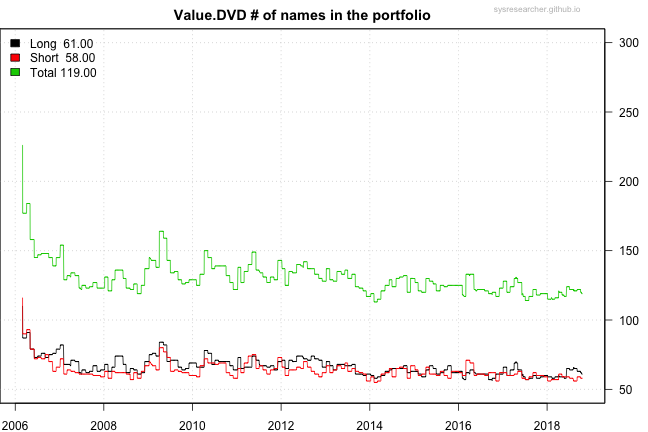 Value.DVD # of names in the portfolio
sysresearcher.github.io
Long 61.00
Short 58.00
Total 119.00
300
250
200
150
100
50
2006 2008 2010 2012 2014 2016 2018